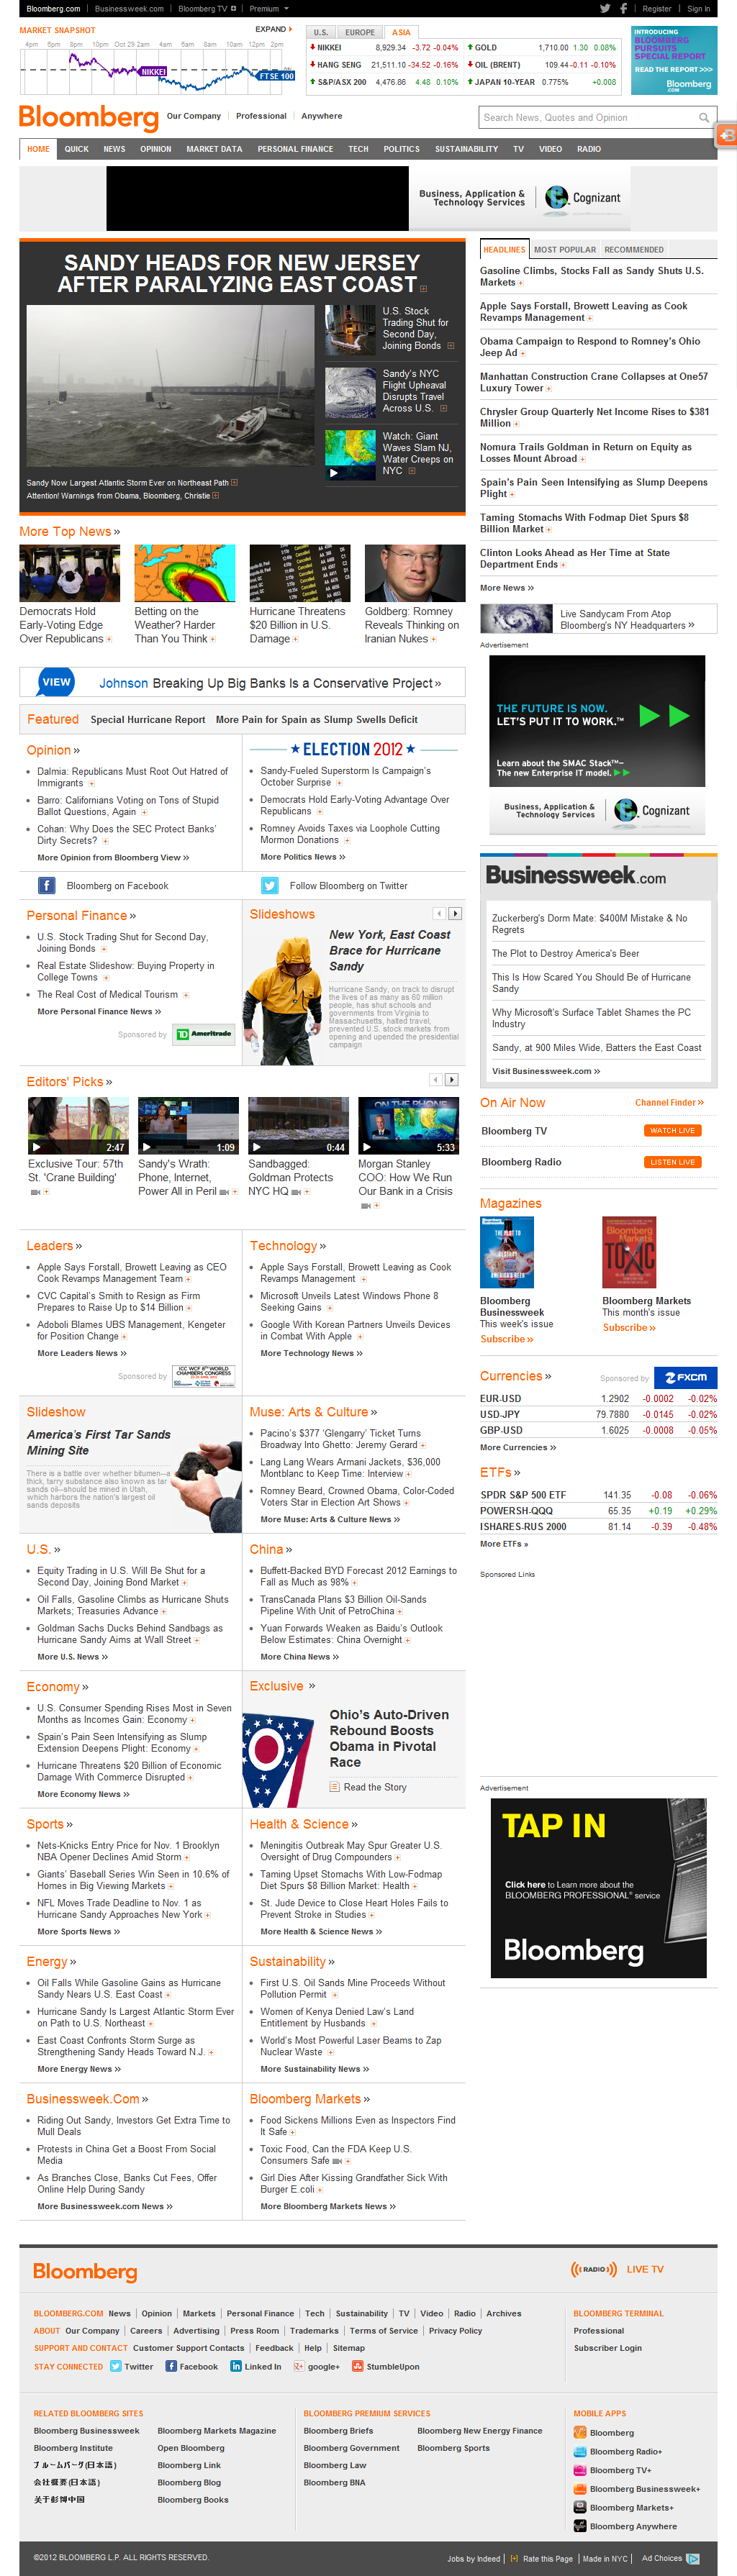 Bloomberg.com Businessweek.com Bloomberg TV Premium Register Sign In
MARKET SNAPSHOT EXPAND
4pm 6pm 8pm 10pm Oct 29 2am 4am 6am 8am 10am 12pm 2pm
NIKKEI
FTSE 100
U.S. EUROPE ASIA
NIKKEI 8,929.34 -3.72 -0.04% GOLD 1,710.00 1.30 0.08%
HANG SENG 21,511.10 -34.52 -0.16% OIL (BRENT) 109.44 -0.11 -0.10%
S&P/ASX 200 4,476.86 4.48 0.10% JAPAN 10-YEAR 0.775% +0.008
INTRODUCING
BLOOMBERG
PURSUITS
SPECIAL REPORT
READ THE REPORT >>>
Bloomberg
.COM
Bloomberg Our Company Professional Anywhere
Search News, Quotes and Opinion
HOME QUICK NEWS OPINION MARKET DATA PERSONAL FINANCE TECH POLITICS SUSTAINABILITY TV VIDEO RADIO
Business, Application &
Technology Services
Cognizant
SANDY HEADS FOR NEW JERSEY
AFTER PARALYZING EAST COAST
U.S. Stock
Trading Shut for
Second Day,
Joining Bonds
Sandy's NYC
Flight Upheaval
Disrupts Travel
Across U.S.
Watch: Giant
Waves Slam NJ,
Water Creeps on
NYC
Sandy Now Largest Atlantic Storm Ever on Northeast Path
Attention! Warnings from Obama, Bloomberg, Christie
More Top News »
Democrats Hold
Early-Voting Edge
Over Republicans
Betting on the
Weather? Harder
Than You Think
Hurricane Threatens
$20 Billion in U.S.
Damage
Goldberg: Romney
Reveals Thinking on
Iranian Nukes
VIEW Johnson Breaking Up Big Banks Is a Conservative Project »
Featured Special Hurricane Report More Pain for Spain as Slump Swells Deficit
Opinion »
Dalmia: Republicans Must Root Out Hatred of
Immigrants
Barro: Californians Voting on Tons of Stupid
Ballot Questions, Again
Cohan: Why Does the SEC Protect Banks'
Dirty Secrets?
More Opinion from Bloomberg View »
ELECTION 2012
Sandy-Fueled Superstorm Is Campaign's
October Surprise
Democrats Hold Early-Voting Advantage Over
Republicans
Romney Avoids Taxes via Loophole Cutting
Mormon Donations
More Politics News »
Bloomberg on Facebook
Follow Bloomberg on Twitter
Personal Finance »
U.S. Stock Trading Shut for Second Day,
Joining Bonds
Real Estate Slideshow: Buying Property in
College Towns
The Real Cost of Medical Tourism
More Personal Finance News »
Sponsored by TD Ameritrade
Slideshows
New York, East Coast
Brace for Hurricane
Sandy
Hurricane Sandy, on track to disrupt
the lives of as many as 60 million
people, has shut schools and
governments from Virginia to
Massachusetts, halted travel,
prevented U.S. stock markets from
opening and upended the presidential
campaign
Editors' Picks »
2:47
Exclusive Tour: 57th
St. 'Crane Building'
1:09
Sandy's Wrath:
Phone, Internet,
Power All in Peril
0:44
Sandbagged:
Goldman Protects
NYC HQ
ON THE PHONE
5:33
Morgan Stanley
COO: How We Run
Our Bank in a Crisis
Leaders »
Apple Says Forstall, Browett Leaving as CEO
Cook Revamps Management Team
CVC Capital's Smith to Resign as Firm
Prepares to Raise Up to $14 Billion
Adoboli Blames UBS Management, Kengeter
for Position Change
More Leaders News »
Sponsored by
ICC WCF 8TH WORLD
CHAMBERS CONGRESS
Technology »
Apple Says Forstall, Browett Leaving as Cook
Revamps Management
Microsoft Unveils Latest Windows Phone 8
Seeking Gains
Google With Korean Partners Unveils Devices
in Combat With Apple
More Technology News »
Slideshow
America's First Tar Sands
Mining Site
There is a battle over whether bitumen--a
thick, tarry substance also known as tar
sands oil--should be mined in Utah,
which harbors the nation's largest oil
sands deposits
Muse: Arts & Culture »
Pacino's $377 'Glengarry' Ticket Turns
Broadway Into Ghetto: Jeremy Gerard
Lang Lang Wears Armani Jackets, $36,000
Montblanc to Keep Time: Interview
Romney Beard, Crowned Obama, Color-Coded
Voters Star in Election Art Shows
More Muse: Arts & Culture News »
U.S. »
Equity Trading in U.S. Will Be Shut for a
Second Day, Joining Bond Market
Oil Falls, Gasoline Climbs as Hurricane Shuts
Markets; Treasuries Advance
Goldman Sachs Ducks Behind Sandbags as
Hurricane Sandy Aims at Wall Street
More U.S. News »
China »
Buffett-Backed BYD Forecast 2012 Earnings to
Fall as Much as 98%
TransCanada Plans $3 Billion Oil-Sands
Pipeline With Unit of PetroChina
Yuan Forwards Weaken as Baidu's Outlook
Below Estimates: China Overnight
More China News »
Economy »
U.S. Consumer Spending Rises Most in Seven
Months as Incomes Gain: Economy
Spain's Pain Seen Intensifying as Slump
Extension Deepens Plight: Economy
Hurricane Threatens $20 Billion of Economic
Damage With Commerce Disrupted
More Economy News »
Exclusive »
Ohio's Auto-Driven
Rebound Boosts
Obama in Pivotal
Race
Read the Story
Sports »
Nets-Knicks Entry Price for Nov. 1 Brooklyn
NBA Opener Declines Amid Storm
Giants' Baseball Series Win Seen in 10.6% of
Homes in Big Viewing Markets
NFL Moves Trade Deadline to Nov. 1 as
Hurricane Sandy Approaches New York
More Sports News »
Health & Science »
Meningitis Outbreak May Spur Greater U.S.
Oversight of Drug Compounders
Taming Upset Stomachs With Low-Fodmap
Diet Spurs $8 Billion Market: Health
St. Jude Device to Close Heart Holes Fails to
Prevent Stroke in Studies
More Health & Science News »
Energy »
Oil Falls While Gasoline Gains as Hurricane
Sandy Nears U.S. East Coast
Hurricane Sandy Is Largest Atlantic Storm Ever
on Path to U.S. Northeast
East Coast Confronts Storm Surge as
Strengthening Sandy Heads Toward N.J.
More Energy News »
Sustainability »
First U.S. Oil Sands Mine Proceeds Without
Pollution Permit
Women of Kenya Denied Law's Land
Entitlement by Husbands
World's Most Powerful Laser Beams to Zap
Nuclear Waste
More Sustainability News »
Businessweek.Com »
Riding Out Sandy, Investors Get Extra Time to
Mull Deals
Protests in China Get a Boost From Social
Media
As Branches Close, Banks Cut Fees, Offer
Online Help During Sandy
More Businessweek.com News »
Bloomberg Markets »
Food Sickens Millions Even as Inspectors Find
It Safe
Toxic Food, Can the FDA Keep U.S.
Consumers Safe
Girl Dies After Kissing Grandfather Sick With
Burger E.coli
More Bloomberg Markets News »
HEADLINES MOST POPULAR RECOMMENDED
Gasoline Climbs, Stocks Fall as Sandy Shuts U.S.
Markets
Apple Says Forstall, Browett Leaving as Cook
Revamps Management
Obama Campaign to Respond to Romney's Ohio
Jeep Ad
Manhattan Construction Crane Collapses at One57
Luxury Tower
Chrysler Group Quarterly Net Income Rises to $381
Million
Nomura Trails Goldman in Return on Equity as
Losses Mount Abroad
Spain's Pain Seen Intensifying as Slump Deepens
Plight
Taming Stomachs With Fodmap Diet Spurs $8
Billion Market
Clinton Looks Ahead as Her Time at State
Department Ends
More News »
Live Sandycam From Atop
Bloomberg's NY Headquarters »
Advertisement
THE FUTURE IS NOW.
LET'S PUT IT TO WORK.™
Learn about the SMAC Stack™–
The new Enterprise IT model.
Business, Application &
Technology Services
Cognizant
Businessweek.com
Zuckerberg's Dorm Mate: $400M Mistake & No
Regrets
The Plot to Destroy America's Beer
This Is How Scared You Should Be of Hurricane
Sandy
Why Microsoft's Surface Tablet Shames the PC
Industry
Sandy, at 900 Miles Wide, Batters the East Coast
Visit Businessweek.com »
On Air Now Channel Finder »
Bloomberg TV WATCH LIVE
Bloomberg Radio LISTEN LIVE
Magazines
THE PLOT TO
DESTROY
AMERICA'S
BEER
Bloomberg
Markets
TOXIC
Bloomberg
Businessweek
This week's issue
Subscribe »
Bloomberg Markets
This month's issue
Subscribe »
Currencies » Sponsored by FXCM
EUR-USD 1.2902 -0.0002 -0.02%
USD-JPY 79.7880 -0.0145 -0.02%
GBP-USD 1.6025 -0.0008 -0.05%
More Currencies »
ETFs »
SPDR S&P 500 ETF 141.35 -0.08 -0.06%
POWERSH-QQQ 65.35 +0.19 +0.29%
ISHARES-RUS 2000 81.14 -0.39 -0.48%
More ETFs »
Sponsored Links
Advertisement
TAP IN
Click here to Learn more about the
BLOOMBERG PROFESSIONAL® service
Bloomberg
Bloomberg RADIO LIVE TV
BLOOMBERG.COM News Opinion Markets Personal Finance Tech Sustainability TV Video Radio Archives
ABOUT Our Company Careers Advertising Press Room Trademarks Terms of Service Privacy Policy
SUPPORT AND CONTACT Customer Support Contacts Feedback Help Sitemap
STAY CONNECTED Twitter Facebook Linked In google+ StumbleUpon
BLOOMBERG TERMINAL
Professional
Subscriber Login
RELATED BLOOMBERG SITES
Bloomberg Businessweek Bloomberg Markets Magazine
Bloomberg Institute Open Bloomberg
ブルームバーグ(日本語) Bloomberg Link
会社概要(日本語) Bloomberg Blog
关于彭博中国 Bloomberg Books
BLOOMBERG PREMIUM SERVICES
Bloomberg Briefs Bloomberg New Energy Finance
Bloomberg Government Bloomberg Sports
Bloomberg Law
Bloomberg BNA
MOBILE APPS
Bloomberg
Bloomberg Radio+
Bloomberg TV+
Bloomberg Businessweek+
Bloomberg Markets+
Bloomberg Anywhere
©2012 BLOOMBERG L.P. ALL RIGHTS RESERVED. Jobs by Indeed Rate this Page Made in NYC Ad Choices